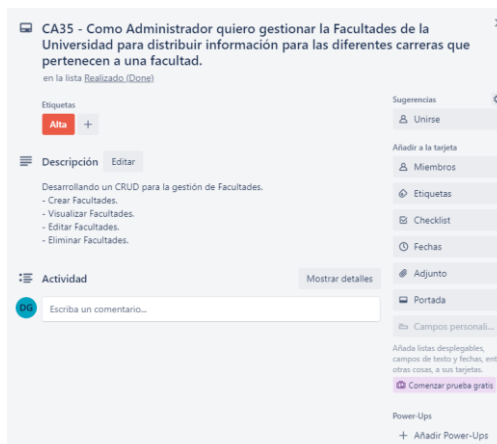 CA35 - Como Administrador quiero gestionar la Facultades de la
Universidad para distribuir información para las diferentes carreras que
pertenecen a una facultad.
en la lista Realizado (Done)
Etiquetas
Alta +
Descripción Editar
Desarrollando un CRUD para la gestión de Facultades.
- Crear Facultades.
- Visualizar Facultades.
- Editar Facultades.
- Eliminar Facultades.
Actividad Mostrar detalles
DG Escriba un comentario...
Sugerencias
Unirse
Añadir a la tarjeta
Miembros
Etiquetas
Checklist
Fechas
Adjunto
Portada
Campos personali...
Añada listas desplegables,
campos de texto y fechas, ent
otras cosas, a sus tarjetas.
Comenzar prueba gratis
Power-Ups
+ Añadir Power-Ups